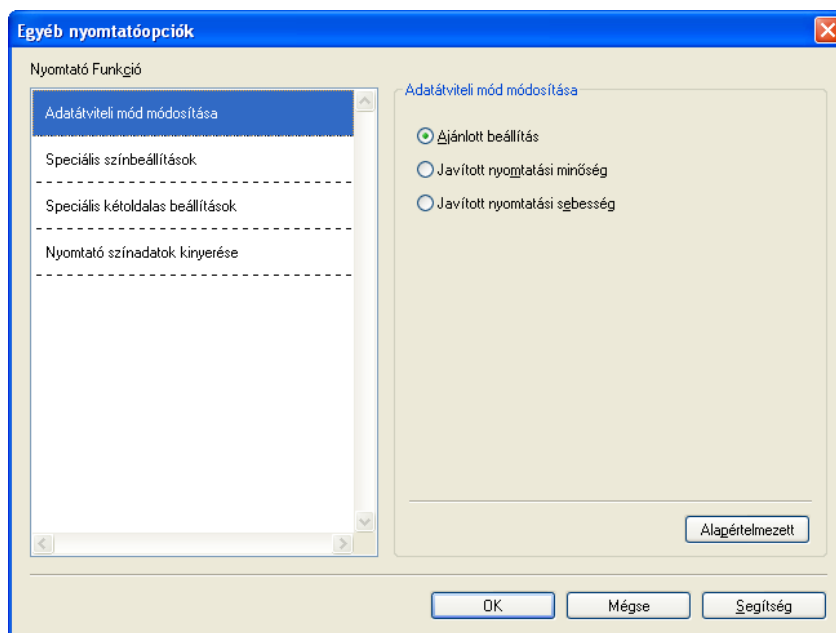 Egyéb nyomtatóopciók
Nyomtató Funkció
Adatátviteli mód módosítása
Speciális színbeállítások
Speciális kétoldalas beállítások
Nyomtató színadatok kinyerése
Adatátviteli mód módosítása
Ajánlott beállítás
Javított nyomtatási minőség
Javított nyomtatási sebesség
Alapértelmezett
OK Mégse Segítség